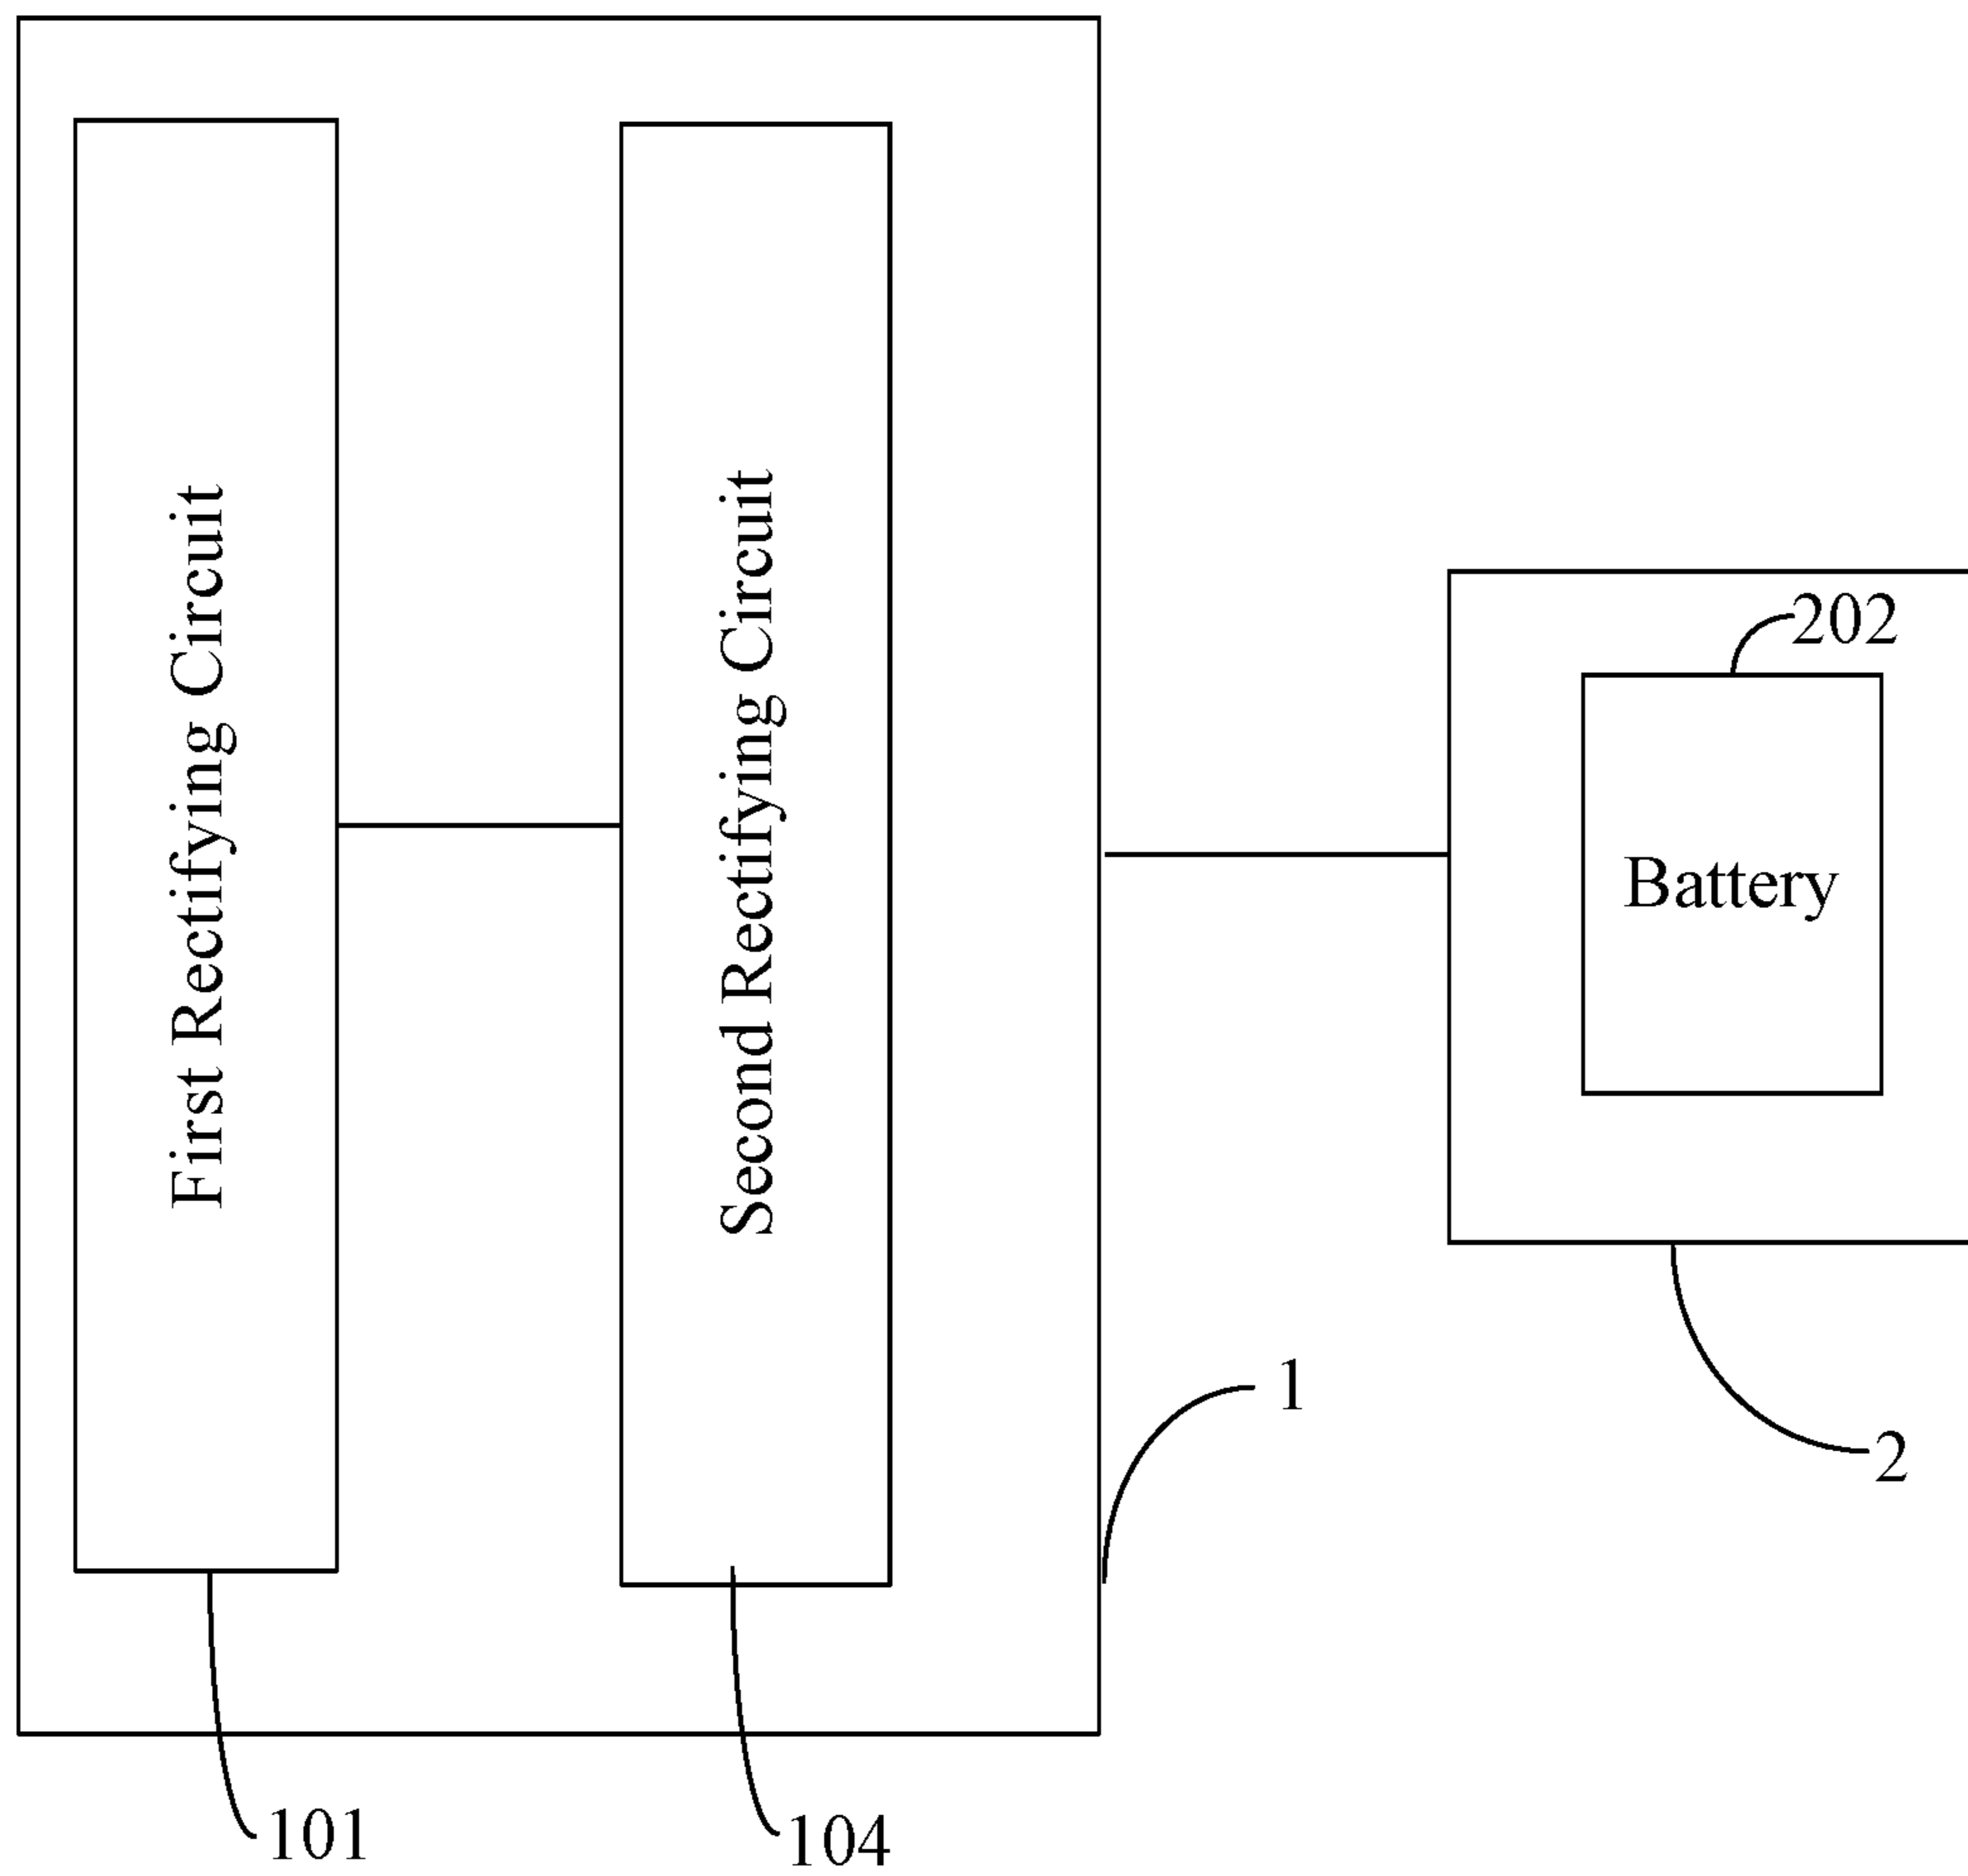 First Rectifying Circuit
Second Rectifying Circuit
202
Battery
1
2
101
104